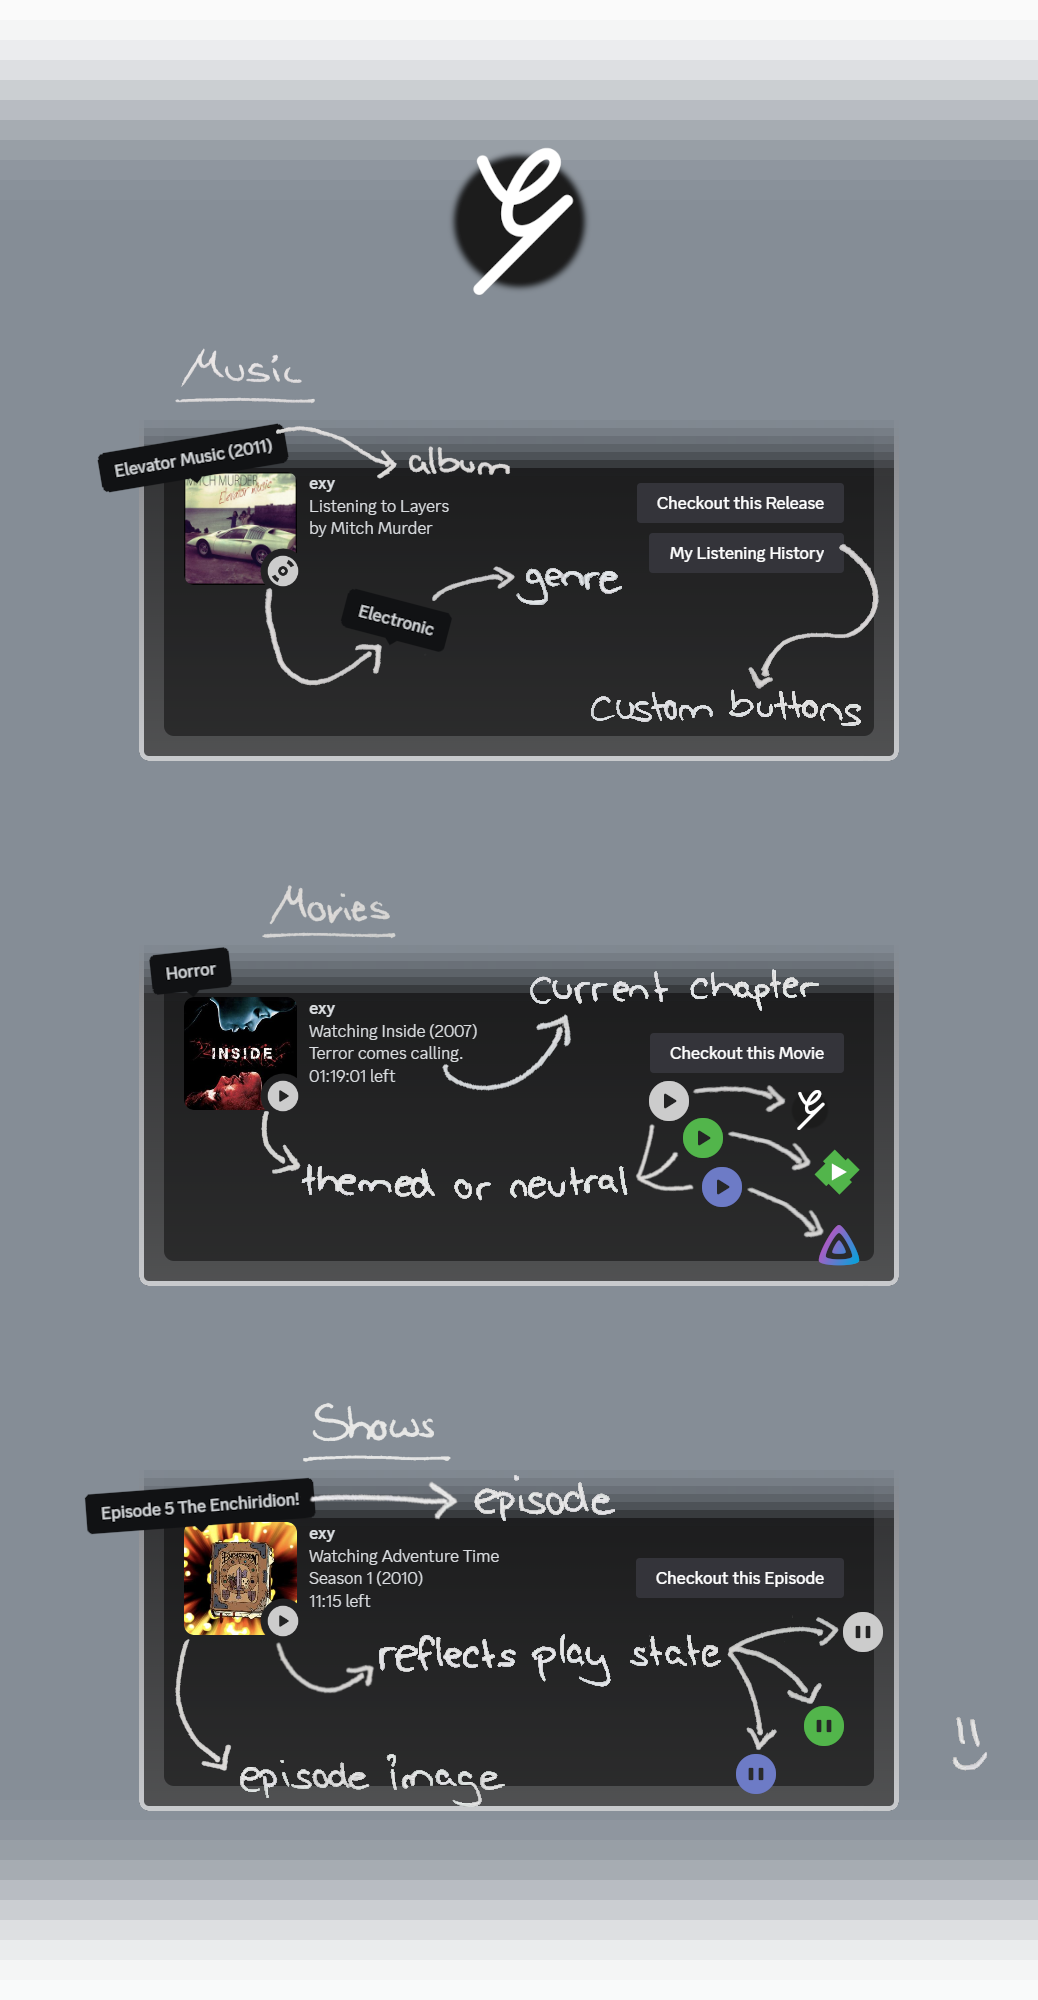 Music
Elevator Music (2011)
album
MITCH MURDER
Elevator Music
exy
Listening to Layers
by Mitch Murder
Checkout this Release
My Listening History
genre
Electronic
custom buttons
Movies
Horror
current chapter
INSIDE
exy
Watching Inside (2007)
Terror comes calling.
01:19:01 left
Checkout this Movie
themed or neutral
Shows
Episode 5 The Enchiridion!
episode
exy
Watching Adventure Time
Season 1 (2010)
11:15 left
Checkout this Episode
reflects play state
episode image